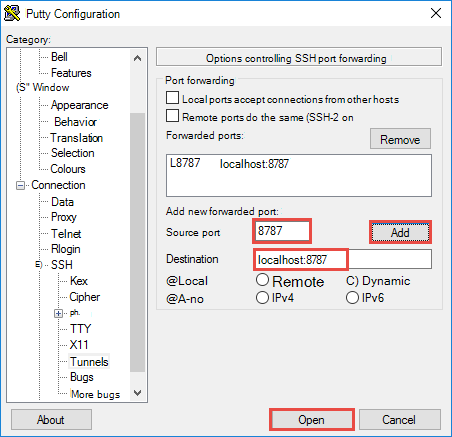 Putty Configuration
Category:
Bell
Features
(S" Window
Appearance
Behavior
Translation
Selection
Colours
Connection
Data
Proxy
Telnet
Rlogin
E) SSH
Kex
Cipher
ph.
TTY
X11
Tunnels
Bugs
More bugs
Options controlling SSH port forwarding
Port forwarding
Local ports accept connections from other hosts
Remote ports do the same (SSH-2 on
Forwarded ports:
Remove
L8787 localhost:8787
Add new forwarded port:
Source port 8787 Add
Destination localhost:8787
@Local Remote C) Dynamic
@A-no IPv4 IPv6
About Open Cancel